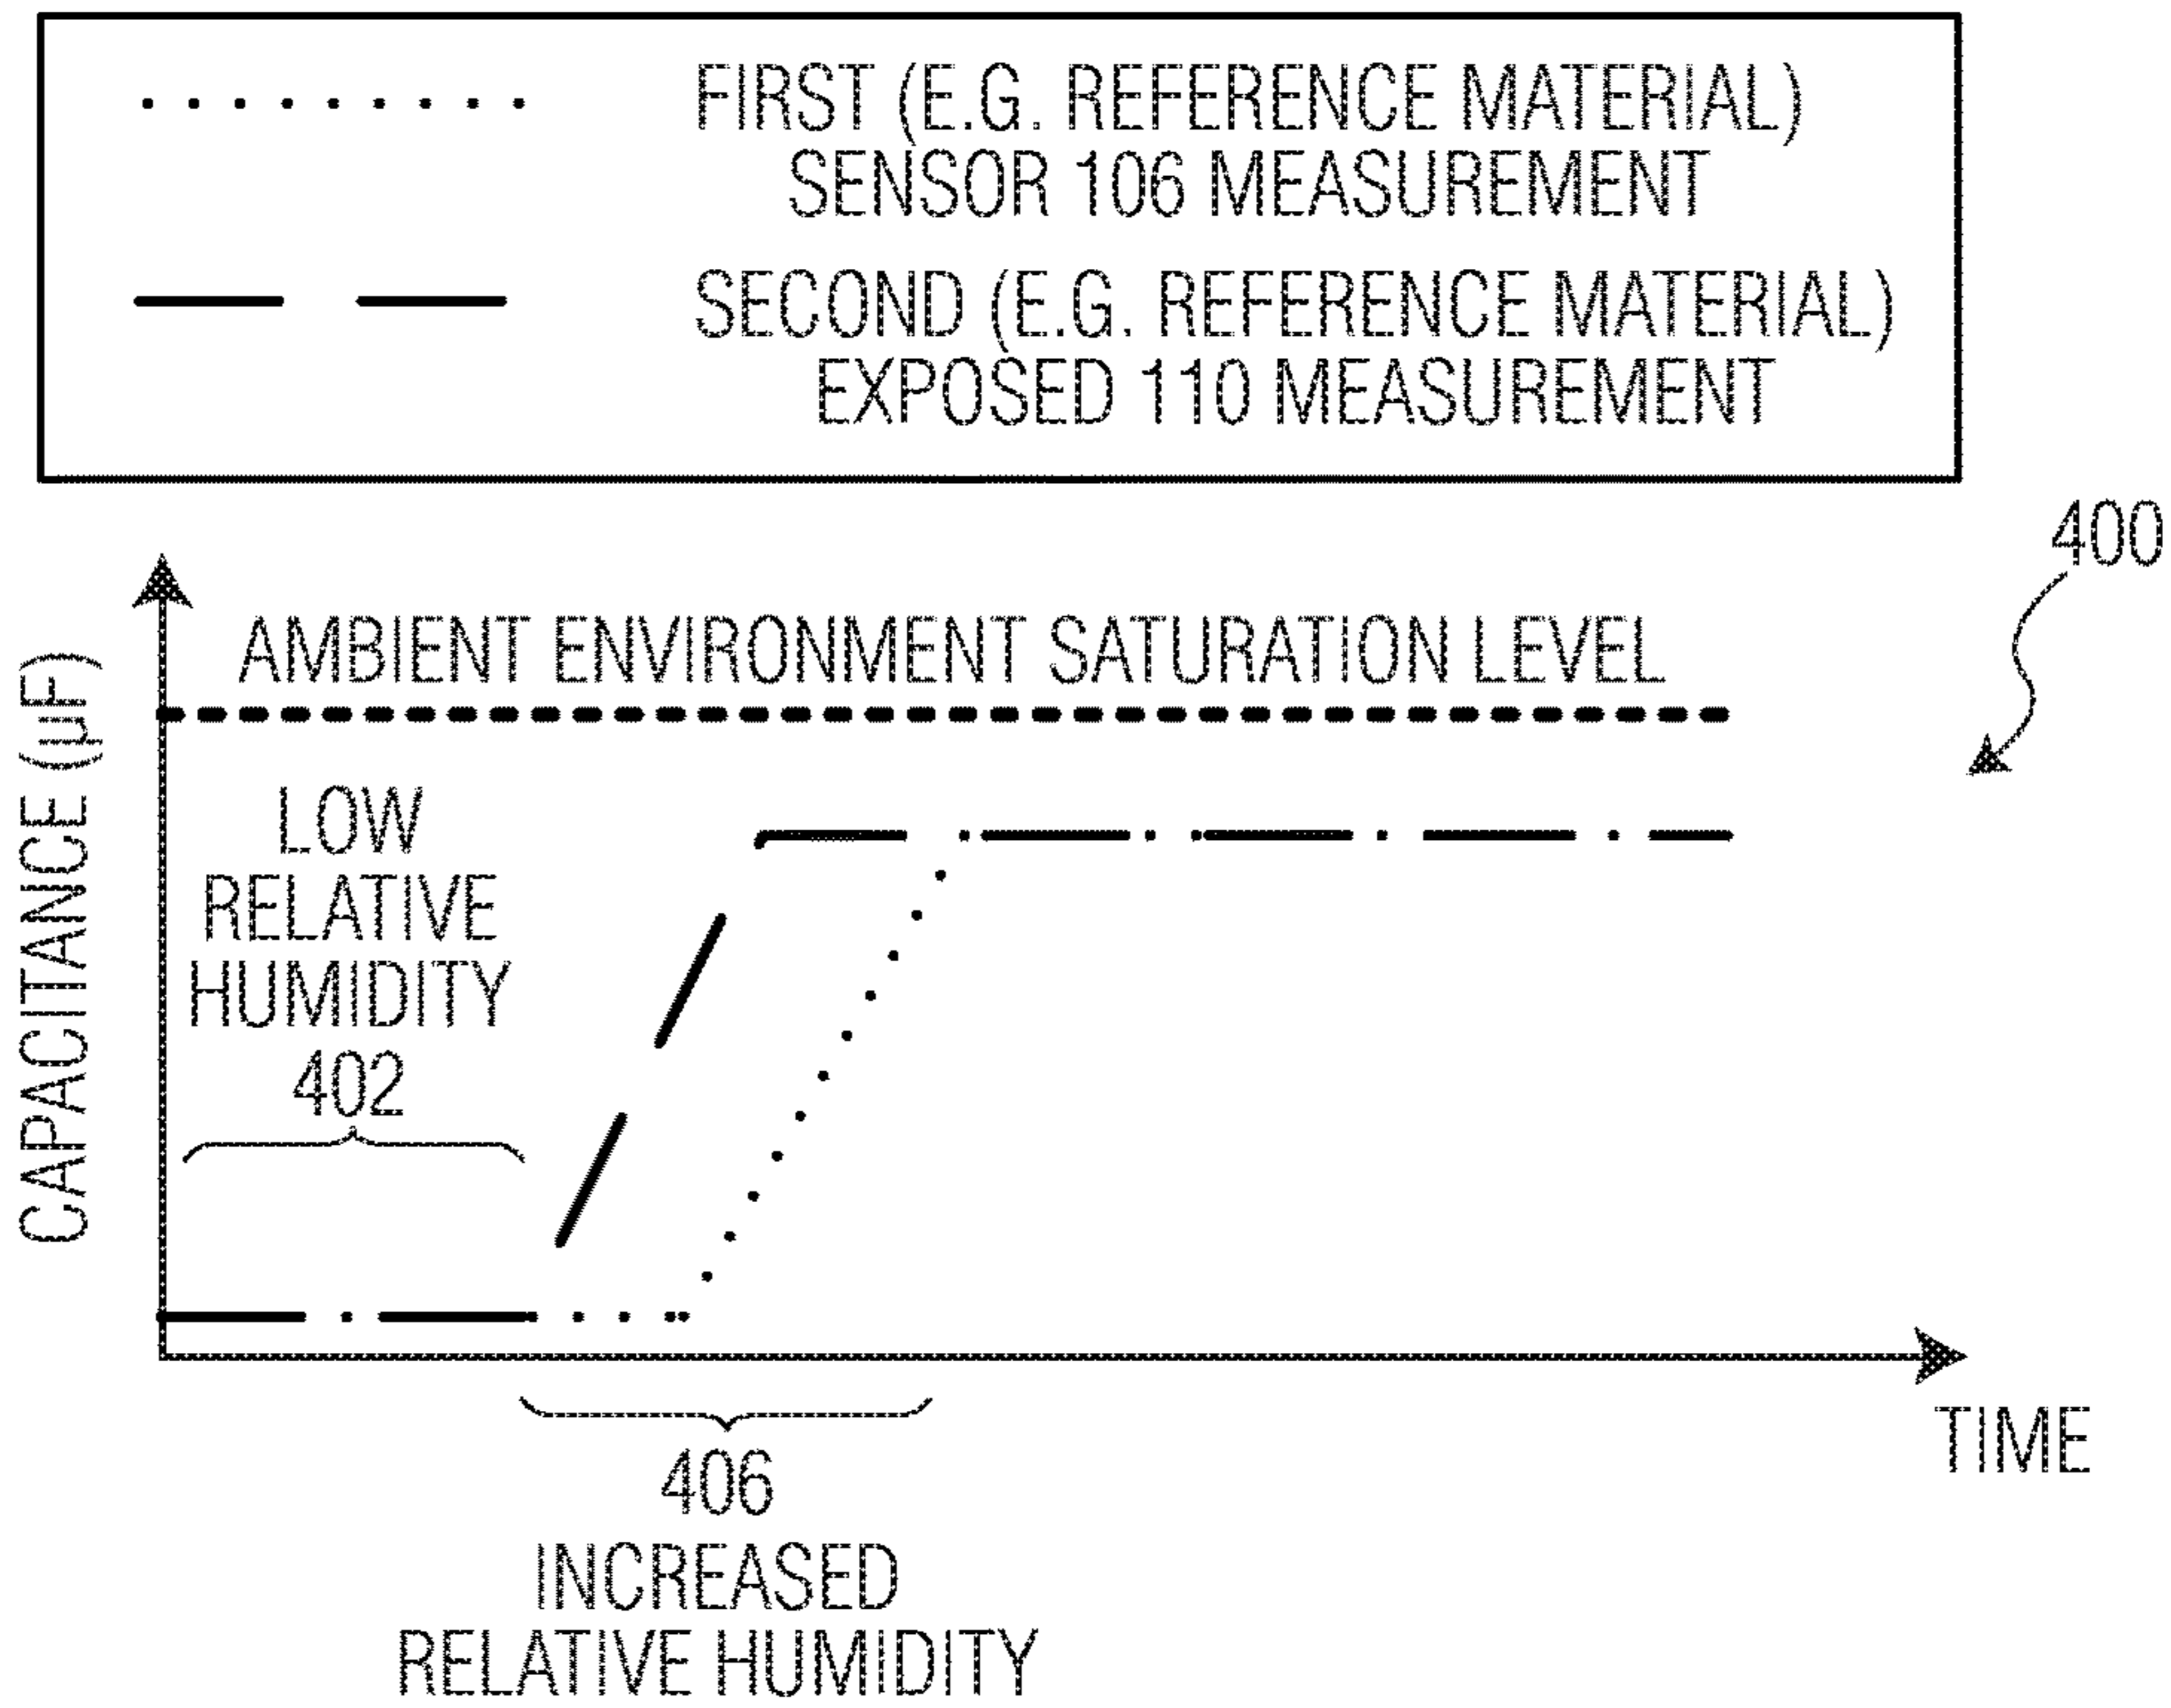 FIRST (E.G. REFERENCE MATERIAL)
SENSOR 106 MEASUREMENT
SECOND (E.G. REFERENCE MATERIAL)
EXPOSED 110 MEASUREMENT
400
AMBIENT ENVIRONMENT SATURATION LEVEL
CAPACITANCE (µF)
LOW
RELATIVE
HUMIDITY
402
TIME
406
INCREASED
RELATIVE HUMIDITY